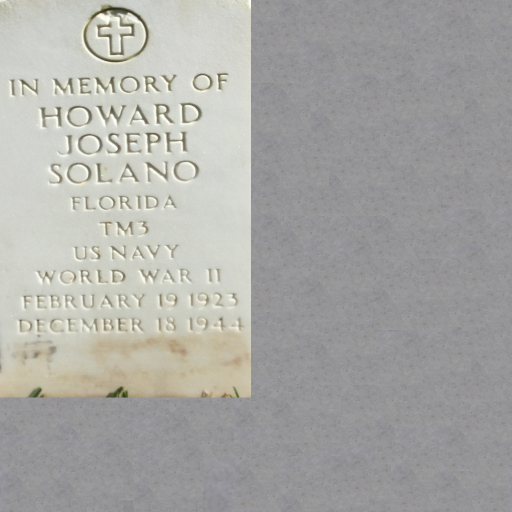 IN MEMORY OF
HOWARD
JOSEPH
SOLANO
FLORIDA
TM3
US NAVY
WORLD WAR II
FEBRUARY 19 1923
DECEMBER 18 1944